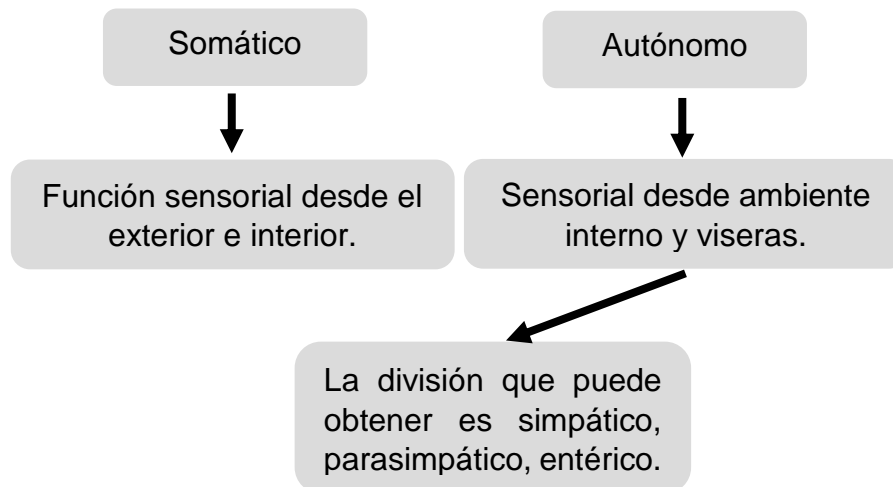 Somático
Autónomo
Función sensorial desde el
exterior e interior.
Sensorial desde ambiente
interno y viseras.
La división que puede
obtener es simpático,
parasimpático, entérico.